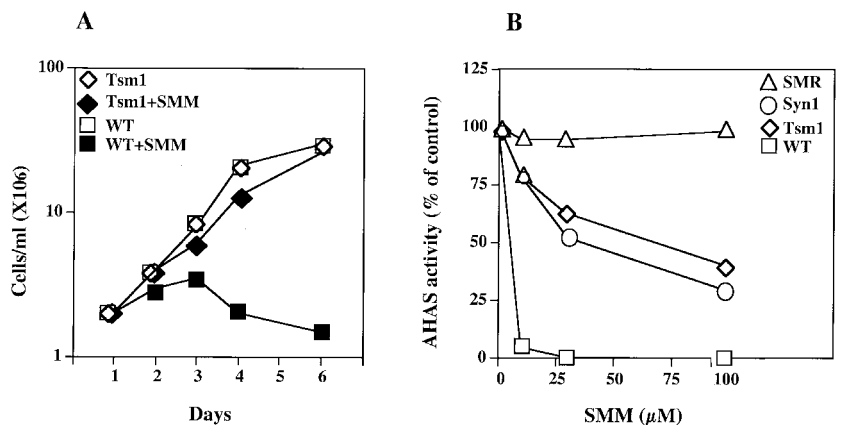 A
Cells/ml (X106)
100
10
1
Tsm1
Tsm1+SMM
WT
WT+SMM
1 2 3 4 5 6
Days
B
AHAS activity (% of control)
125
100
75
50
25
0
SMR
Syn1
Tsm1
WT
0 25 50 75 100
SMM (µM)